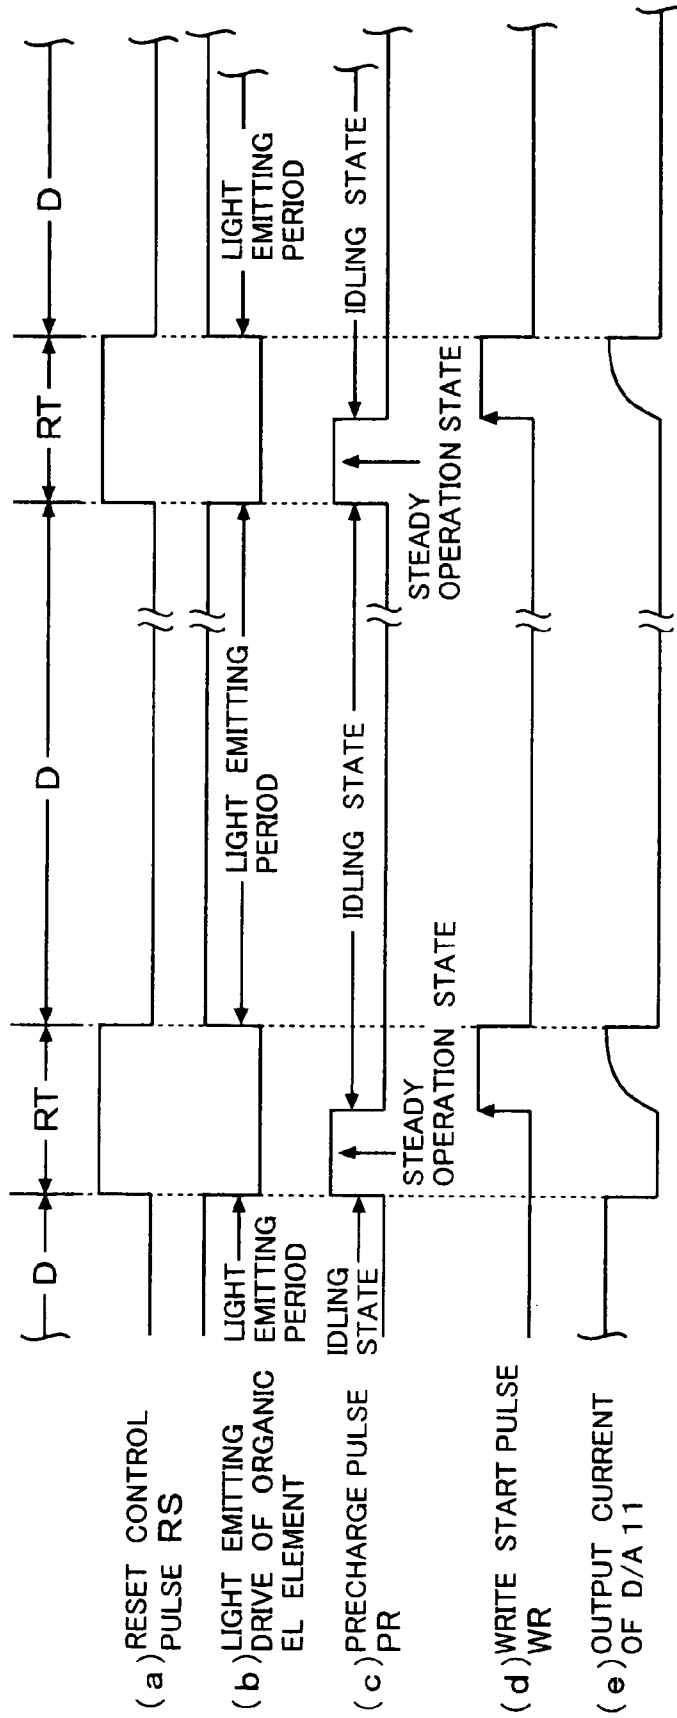 D
RT
D
RT
D
(a) RESET CONTROL
PULSE RS
(b) LIGHT EMITTING
DRIVE OF ORGANIC
EL ELEMENT
LIGHT
EMITTING
PERIOD
LIGHT EMITTING
PERIOD
LIGHT
EMITTING
PERIOD
(c) PRECHARGE PULSE
PR
IDLING
STATE
IDLING STATE
IDLING STATE
STEADY
OPERATION STATE
STEADY
OPERATION STATE
(d) WRITE START PULSE
WR
(e) OUTPUT CURRENT
OF D/A 11